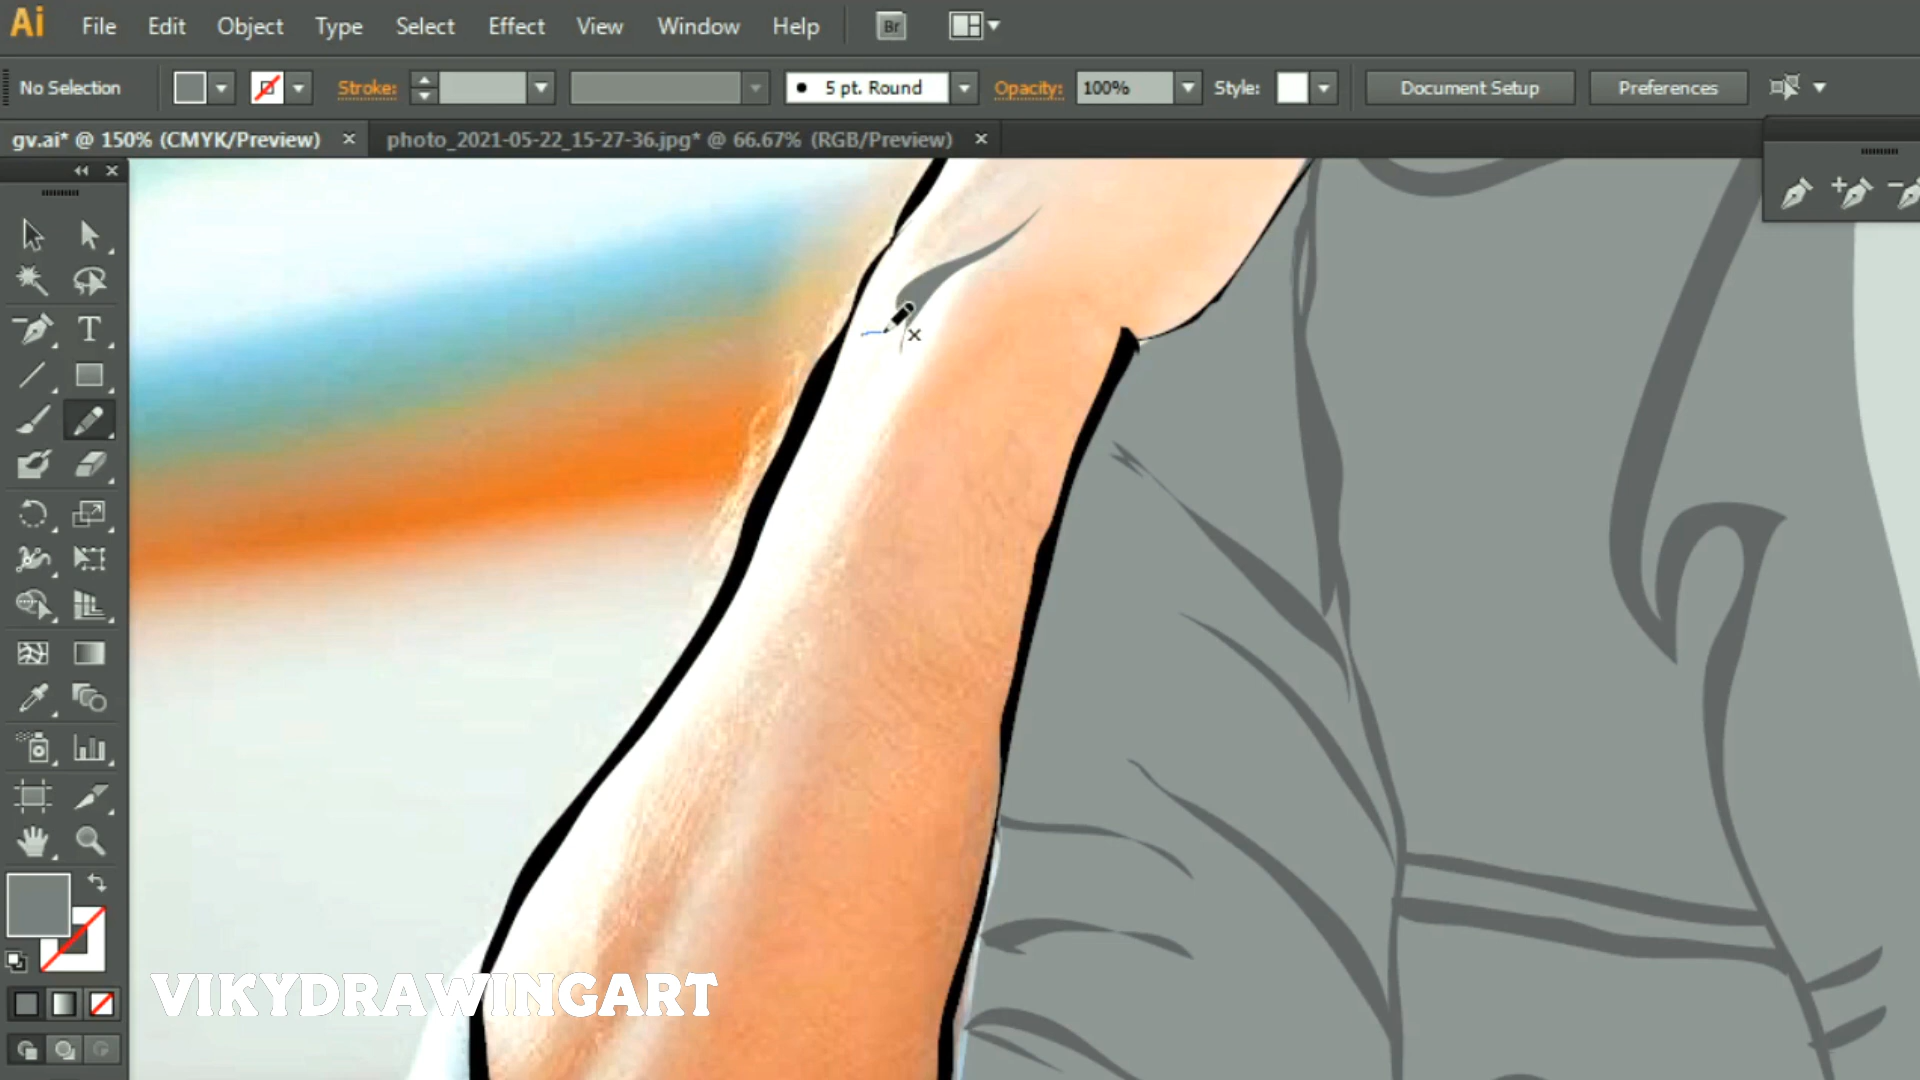 Ai File Edit Object Type Select Effect View Window Help Br
No Selection Stroke: 5 pt. Round Opacity: 100% Style: Document Setup Preferences
gv.ai* @ 150% (CMYK/Preview) photo_2021-05-22_15-27-36.jpg* @ 66.67% (RGB/Preview)
T
VIKYDRAWINGART